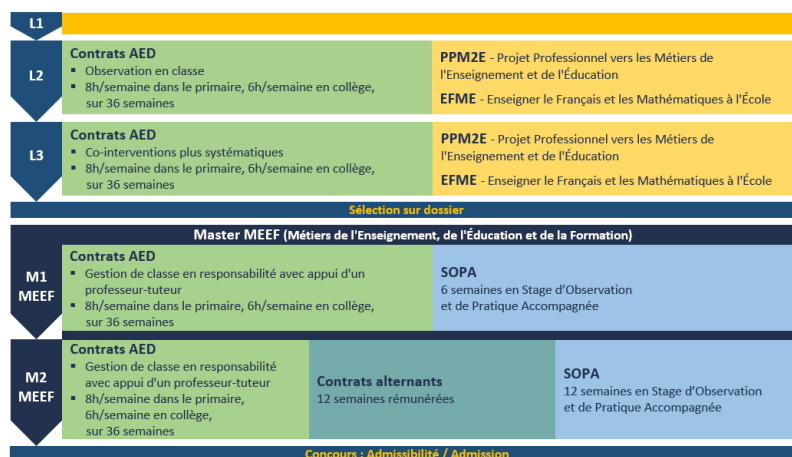 L1
L2
Contrats AED
▪ Observation en classe
▪ 8h/semaine dans le primaire, 6h/semaine en collège,
sur 36 semaines
PPM2E - Projet Professionnel vers les Métiers de
l'Enseignement et de l'Éducation
EFME - Enseigner le Français et les Mathématiques à l'École
L3
Contrats AED
▪ Co-interventions plus systématiques
▪ 8h/semaine dans le primaire, 6h/semaine en collège,
sur 36 semaines
PPM2E - Projet Professionnel vers les Métiers de
l'Enseignement et de l'Éducation
EFME - Enseigner le Français et les Mathématiques à l'École
Sélection sur dossier
Master MEEF (Métiers de l'Enseignement, de l'Éducation et de la Formation)
M1
MEEF
Contrats AED
▪ Gestion de classe en responsabilité avec appui d'un
professeur-tuteur
▪ 8h/semaine dans le primaire, 6h/semaine en collège,
sur 36 semaines
SOPA
6 semaines en Stage d'Observation
et de Pratique Accompagnée
M2
MEEF
Contrats AED
▪ Gestion de classe en responsabilité
avec appui d'un professeur-tuteur
▪ 8h/semaine dans le primaire,
6h/semaine en collège,
sur 36 semaines
Contrats alternants
12 semaines rémunérées
SOPA
12 semaines en Stage d'Observation
et de Pratique Accompagnée
Concours : Admissibilité / Admission